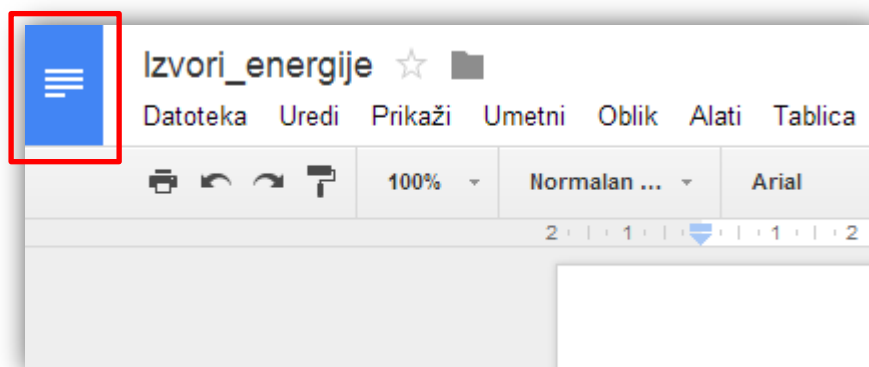 Izvori_energije
Datoteka Uredi Prikaži Umetni Oblik Alati Tablica
100% Normalan ... Arial
2 1 1 2